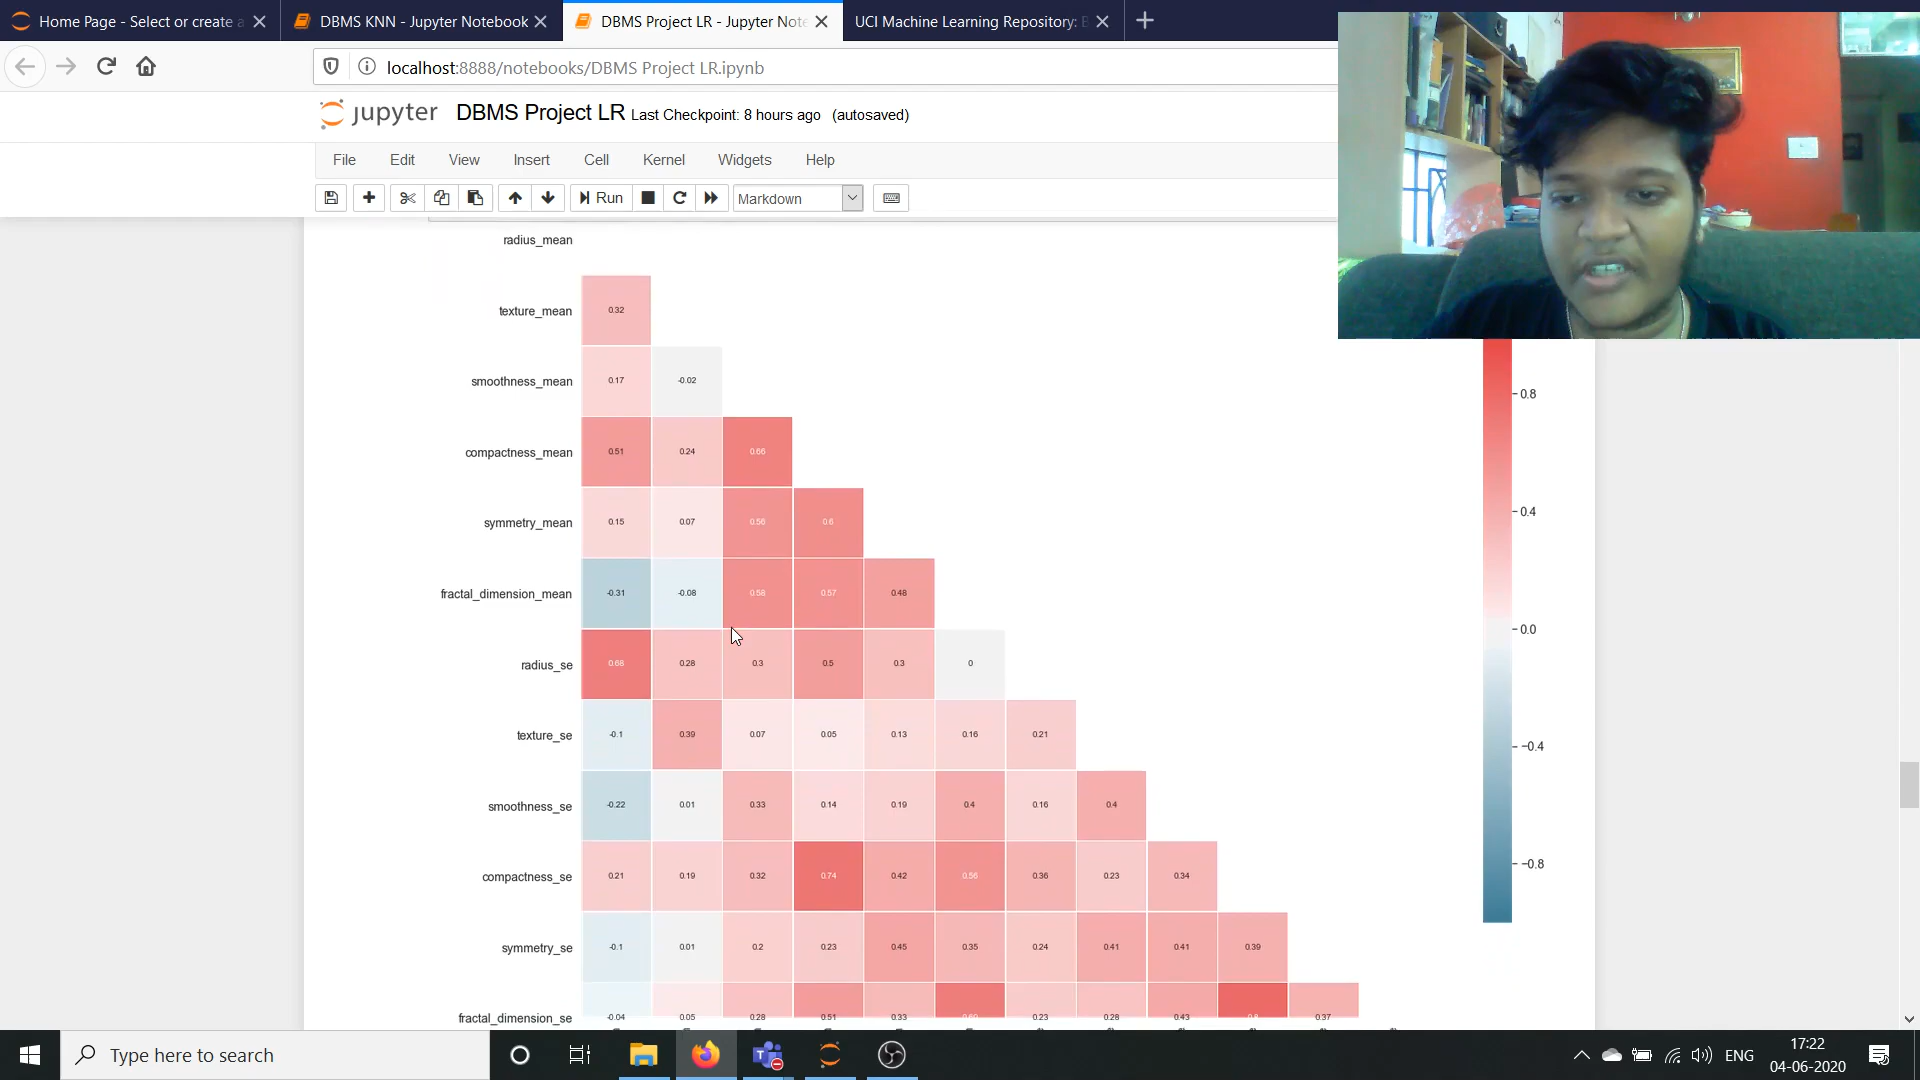 Home Page - Select or create a
DBMS KNN - Jupyter Notebook
DBMS Project LR - Jupyter Note
UCI Machine Learning Repository: B
localhost:8888/notebooks/DBMS Project LR.ipynb
jupyter DBMS Project LR Last Checkpoint: 8 hours ago (autosaved)
File Edit View Insert Cell Kernel Widgets Help
Run Markdown
radius_mean
texture_mean 0.32
smoothness_mean 0.17 -0.02
compactness_mean 0.51 0.24 0.66
symmetry_mean 0.15 0.07 0.56 0.6
fractal_dimension_mean -0.31 -0.08 0.58 0.57 0.48
radius_se 0.68 0.28 0.3 0.5 0.3 0
texture_se -0.1 0.39 0.07 0.05 0.13 0.16 0.21
smoothness_se -0.22 0.01 0.33 0.14 0.19 0.4 0.16 0.4
compactness_se 0.21 0.19 0.32 0.74 0.42 0.56 0.36 0.23 0.34
symmetry_se -0.1 0.01 0.2 0.23 0.45 0.35 0.24 0.41 0.41 0.39
fractal_dimension_se -0.04 0.05 0.28 0.51 0.33 0.23 0.28 0.43 0.8 0.37
0.8
0.4
0.0
-0.4
-0.8
Type here to search
ENG
17:22
04-06-2020